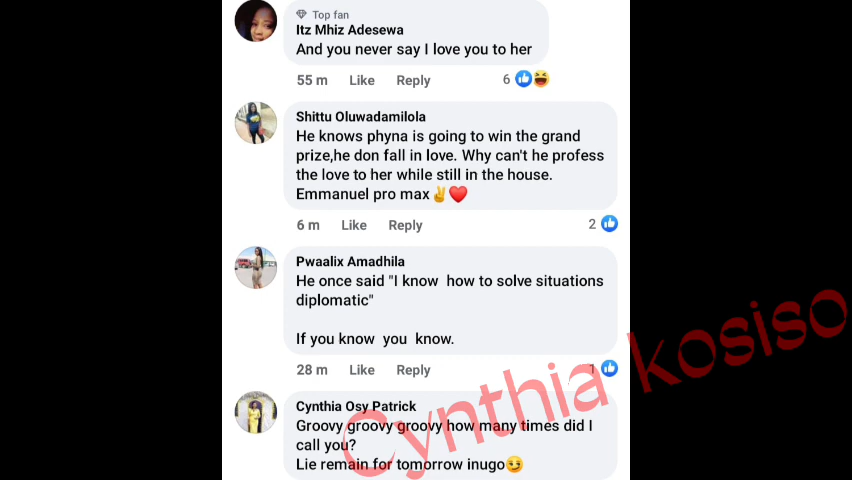 Top fan
Itz Mhiz Adesewa
And you never say I love you to her
55 m Like Reply 6
Shittu Oluwadamilola
He knows phyna is going to win the grand
prize,he don fall in love. Why can't he profess
the love to her while still in the house.
Emmanuel pro max✌️❤️
6 m Like Reply 2
Pwaalix Amadhila
He once said "I know how to solve situations
diplomatic"
If you know you know.
28 m Like Reply 1
Cynthia Osy Patrick
Groovy groovy groovy how many times did I
call you?
Lie remain for tomorrow inugo😏
Cynthia kosiso